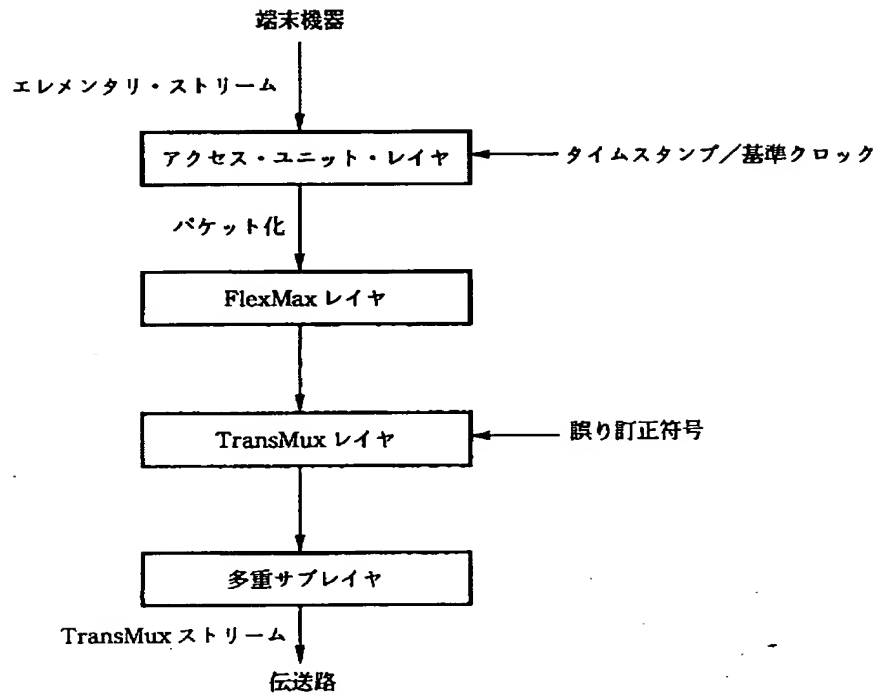 端末機器
エレメンタリ・ストリーム
アクセス・ユニット・レイヤ
タイムスタンプ/基準クロック
パケット化
FlexMax レイヤ
TransMux レイヤ
誤り訂正符号
多重サブレイヤ
TransMux ストリーム
伝送路